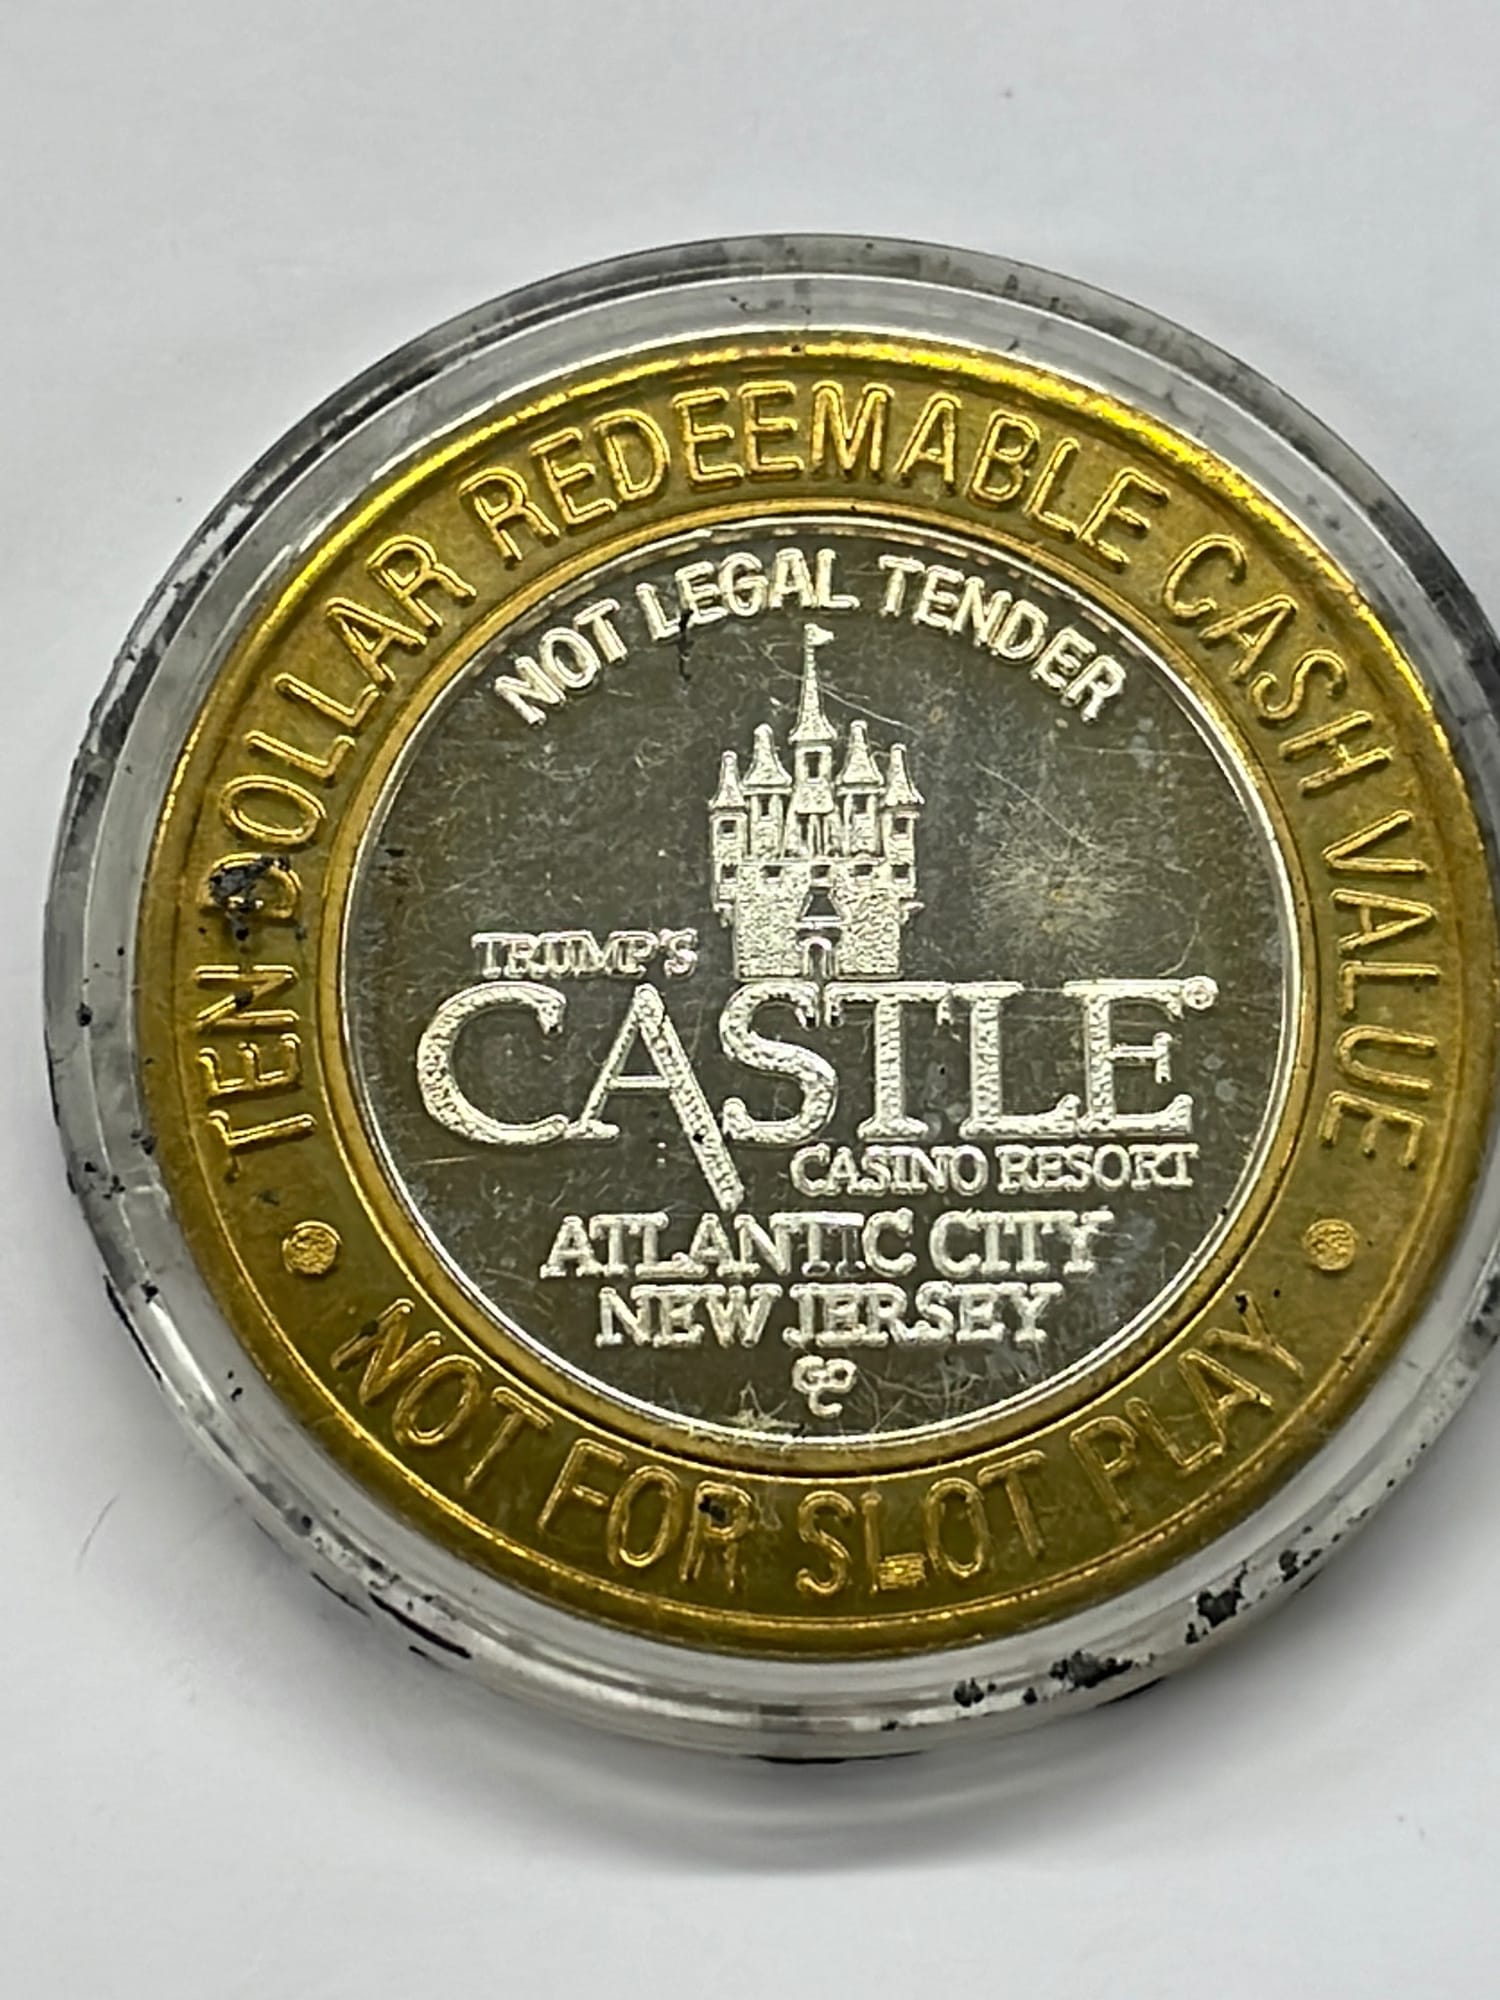 TEN DOLLAR REDEEMABLE CASH VALUE
NOT LEGAL TENDER
TRUMP'S
CASTLE®
CASINO RESORT
ATLANTIC CITY
NEW JERSEY
GDC
• NOT FOR SLOT PLAY •